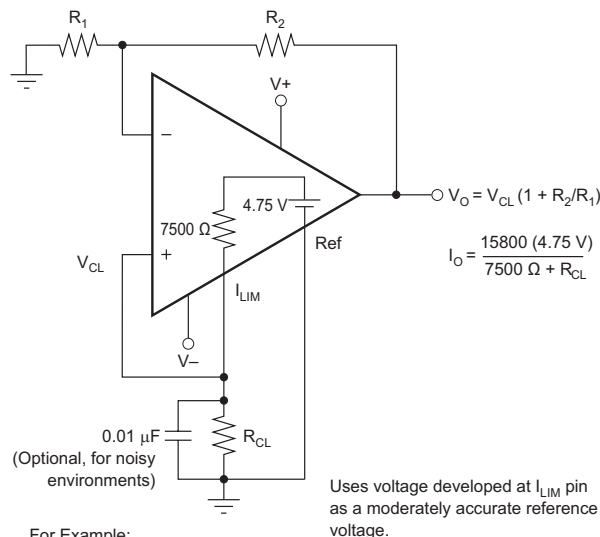 R1
R2
V+
−
4.75 V
7500 Ω
Ref
VO = VCL (1 + R2/R1)
IO = 15800 (4.75 V) / 7500 Ω + RCL
VCL
+
ILIM
V–
0.01 µF
(Optional, for noisy
environments)
RCL
Uses voltage developed at ILIM pin
as a moderately accurate reference
voltage.
For Example: